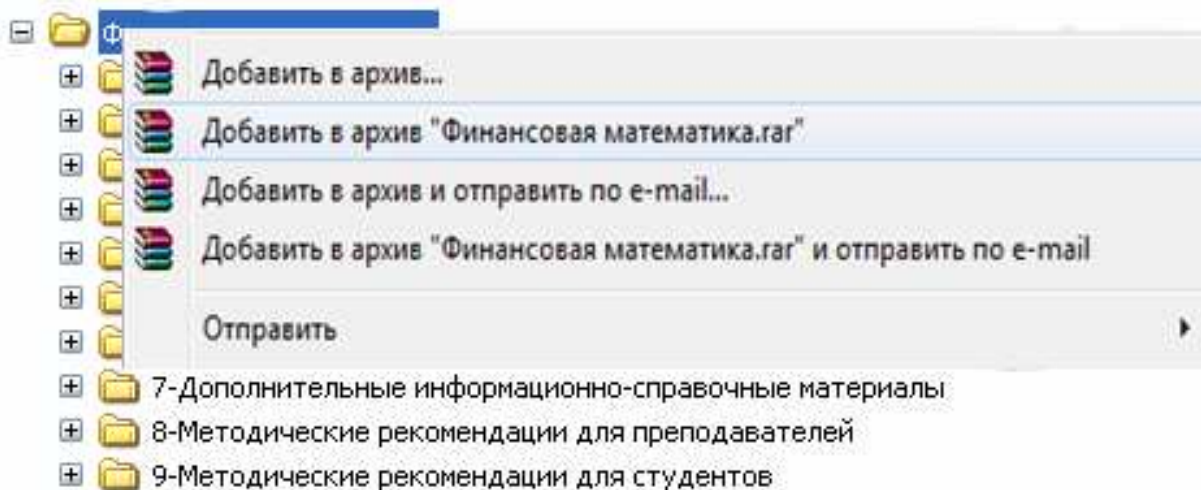 Ф
Добавить в архив...
Добавить в архив "Финансовая математика.rar"
Добавить в архив и отправить по e-mail...
Добавить в архив "Финансовая математика.rar" и отправить по e-mail
Отправить
7-Дополнительные информационно-справочные материалы
8-Методические рекомендации для преподавателей
9-Методические рекомендации для студентов